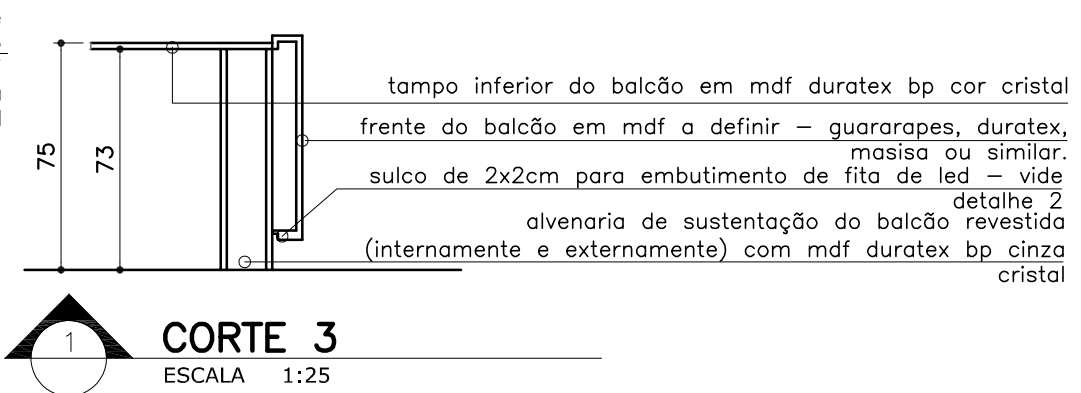 75
73
tampo inferior do balcão em mdf duratex bp cor cristal
frente do balcão em mdf a definir – guararapes, duratex,
masisa ou similar.
sulco de 2x2cm para embutimento de fita de led – vide
detalhe 2
alvenaria de sustentação do balcão revestida
(internamente e externamente) com mdf duratex bp cinza
cristal
1
CORTE 3
ESCALA 1:25